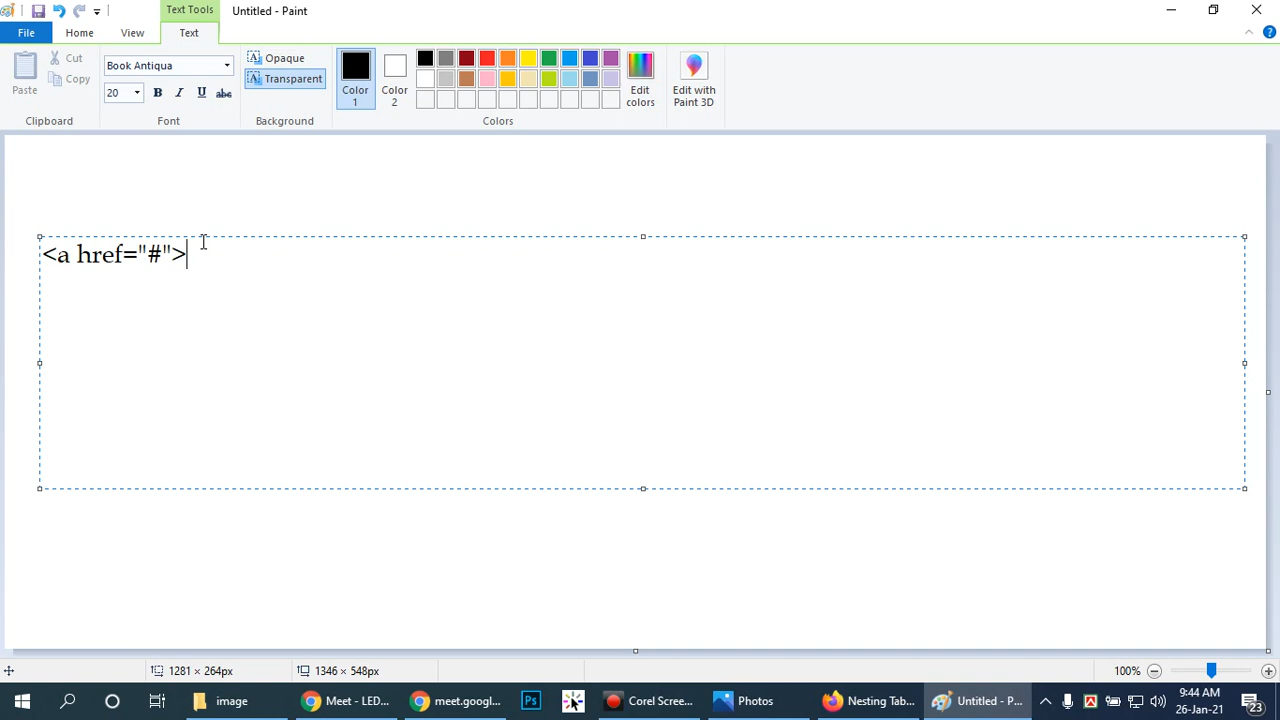 Text Tools
Untitled - Paint
File
Home
View
Text
Paste
Cut
Copy
Clipboard
Book Antiqua
20
B I U abc
Font
A Opaque
A Transparent
Background
Color 1
Color 2
Edit colors
Colors
Edit with Paint 3D
<a href="#">
1281 × 264px
1346 × 548px
100%
image
Meet - LED...
meet.googl...
Ps
Corel Scree...
Photos
Nesting Tab...
Untitled - P...
9:44 AM
26-Jan-21
23